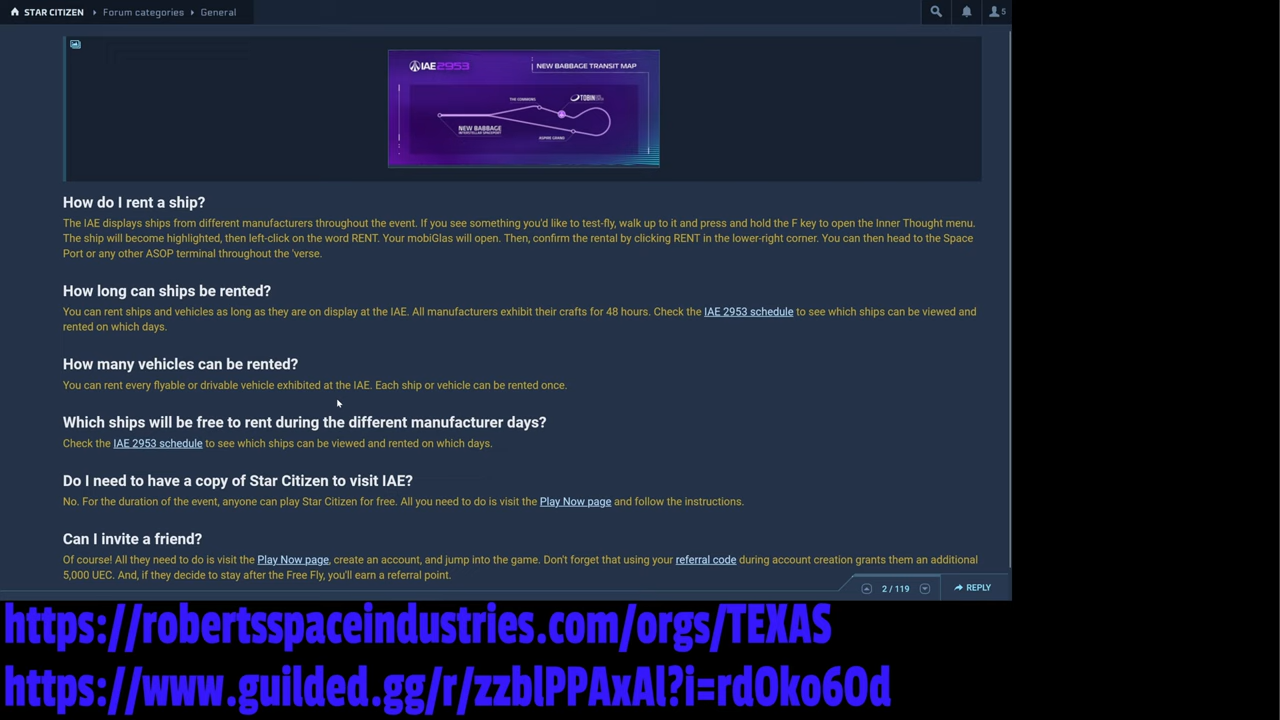 STAR CITIZEN
Forum categories
General
5
IAE 2953
NEW BABBAGE TRANSIT MAP
THE COMMONS
TOBIN
NEW BABBAGE
INTERSTELLAR SPACEPORT
ASPIRE GRAND
How do I rent a ship?
The IAE displays ships from different manufacturers throughout the event. If you see something you'd like to test-fly, walk up to it and press and hold the F key to open the Inner Thought menu.
The ship will become highlighted, then left-click on the word RENT. Your mobiGlas will open. Then, confirm the rental by clicking RENT in the lower-right corner. You can then head to the Space
Port or any other ASOP terminal throughout the 'verse.
How long can ships be rented?
You can rent ships and vehicles as long as they are on display at the IAE. All manufacturers exhibit their crafts for 48 hours. Check the IAE 2953 schedule to see which ships can be viewed and
rented on which days.
How many vehicles can be rented?
You can rent every flyable or drivable vehicle exhibited at the IAE. Each ship or vehicle can be rented once.
Which ships will be free to rent during the different manufacturer days?
Check the IAE 2953 schedule to see which ships can be viewed and rented on which days.
Do I need to have a copy of Star Citizen to visit IAE?
No. For the duration of the event, anyone can play Star Citizen for free. All you need to do is visit the Play Now page and follow the instructions.
Can I invite a friend?
Of course! All they need to do is visit the Play Now page, create an account, and jump into the game. Don't forget that using your referral code during account creation grants them an additional
5,000 UEC. And, if they decide to stay after the Free Fly, you'll earn a referral point.
2 / 119
REPLY
https://robertsspaceindustries.com/orgs/TEXAS
https://www.guilded.gg/r/zzblPPAxAl?i=rdOko6Od